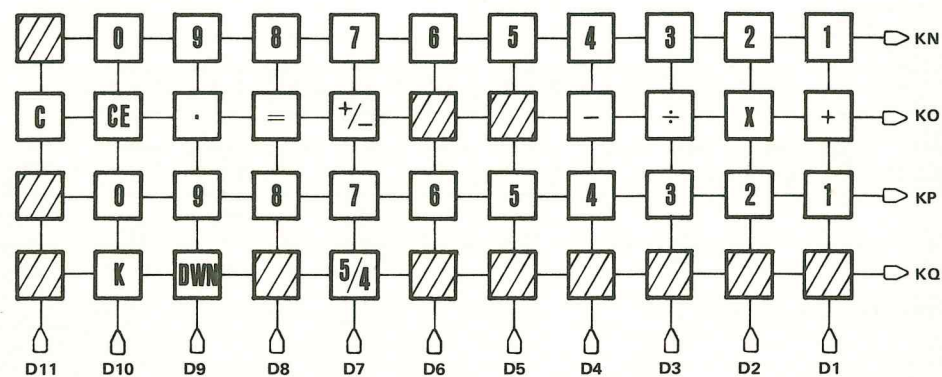 0 9 8 7 6 5 4 3 2 1 KN
C CE · = +/− − ÷ X + KO
0 9 8 7 6 5 4 3 2 1 KP
K DWN 5/4 KQ
D11 D10 D9 D8 D7 D6 D5 D4 D3 D2 D1